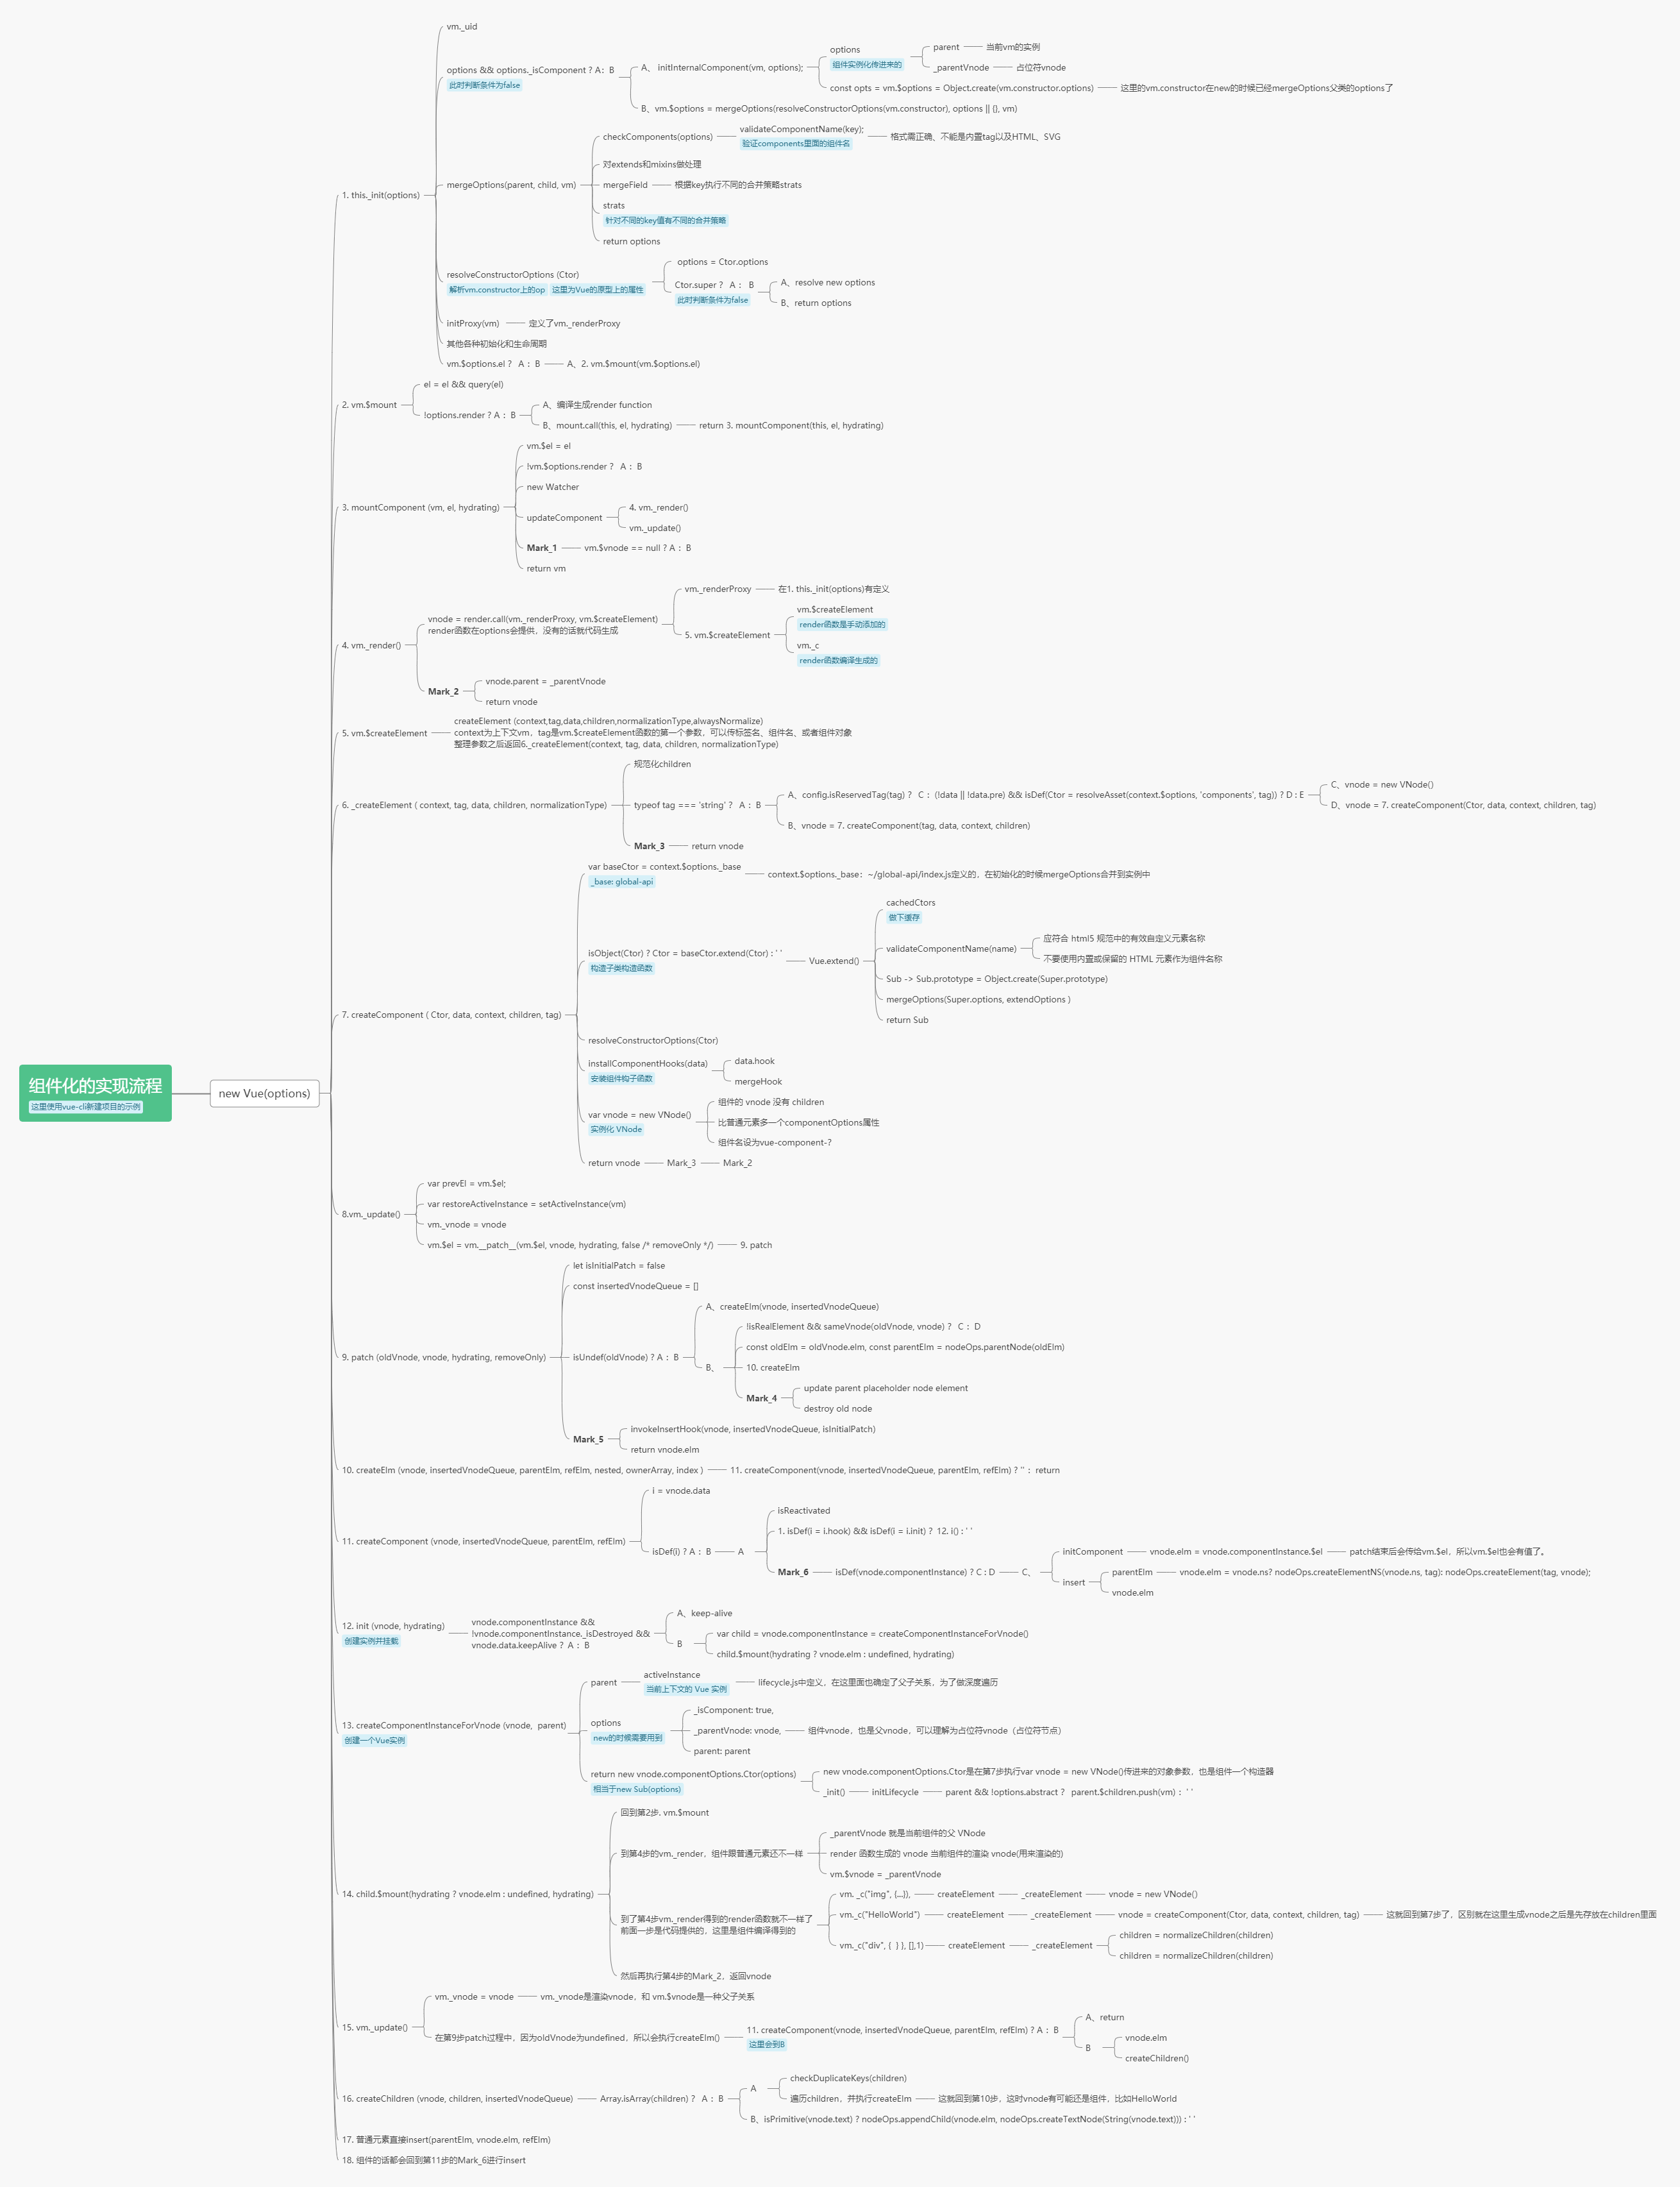 组件化的实现流程
这里使用vue-cli新建项目的示例
new Vue(options)
1. this._init(options)
vm._uid
options && options._isComponent ? A：B
此时判断条件为false
A、 initInternalComponent(vm, options);
options
组件实例化传进来的
parent
当前vm的实例
_parentVnode
占位符vnode
const opts = vm.$options = Object.create(vm.constructor.options)
这里的vm.constructor在new的时候已经mergeOptions父类的options了
B、vm.$options = mergeOptions(resolveConstructorOptions(vm.constructor), options || {}, vm)
mergeOptions(parent, child, vm)
checkComponents(options)
validateComponentName(key);
验证components里面的组件名
格式需正确、不能是内置tag以及HTML、SVG
对extends和mixins做处理
mergeField
根据key执行不同的合并策略strats
strats
针对不同的key值有不同的合并策略
return options
resolveConstructorOptions (Ctor)
解析vm.constructor上的op
这里为Vue的原型上的属性
options = Ctor.options
Ctor.super ? A： B
此时判断条件为false
A、resolve new options
B、return options
initProxy(vm)
定义了vm._renderProxy
其他各种初始化和生命周期
vm.$options.el ? A：B
A、2. vm.$mount(vm.$options.el)
2. vm.$mount
el = el && query(el)
!options.render ? A：B
A、编译生成render function
B、mount.call(this, el, hydrating)
return 3. mountComponent(this, el, hydrating)
3. mountComponent (vm, el, hydrating)
vm.$el = el
!vm.$options.render ? A：B
new Watcher
updateComponent
4. vm._render()
vm._update()
Mark_1
vm.$vnode == null ? A：B
return vm
4. vm._render()
vnode = render.call(vm._renderProxy, vm.$createElement)
render函数在options会提供，没有的话就代码生成
vm._renderProxy
在1. this._init(options)有定义
5. vm.$createElement
vm.$createElement
render函数是手动添加的
vm._c
render函数编译生成的
Mark_2
vnode.parent = _parentVnode
return vnode
5. vm.$createElement
createElement (context,tag,data,children,normalizationType,alwaysNormalize)
context为上下文vm，tag是vm.$createElement函数的第一个参数，可以传标签名、组件名、或者组件对象
整理参数之后返回6._createElement(context, tag, data, children, normalizationType)
6. _createElement ( context, tag, data, children, normalizationType)
规范化children
typeof tag === 'string' ? A：B
A、config.isReservedTag(tag) ? C：(!data || !data.pre) && isDef(Ctor = resolveAsset(context.$options, 'components', tag)) ? D : E
C、vnode = new VNode()
D、vnode = 7. createComponent(Ctor, data, context, children, tag)
B、vnode = 7. createComponent(tag, data, context, children)
Mark_3
return vnode
7. createComponent ( Ctor, data, context, children, tag)
var baseCtor = context.$options._base
_base: global-api
context.$options._base：~/global-api/index.js定义的，在初始化的时候mergeOptions合并到实例中
isObject(Ctor) ? Ctor = baseCtor.extend(Ctor) : ' '
构造子类构造函数
Vue.extend()
cachedCtors
做下缓存
validateComponentName(name)
应符合 html5 规范中的有效自定义元素名称
不要使用内置或保留的 HTML 元素作为组件名称
Sub -> Sub.prototype = Object.create(Super.prototype)
mergeOptions(Super.options, extendOptions )
return Sub
resolveConstructorOptions(Ctor)
installComponentHooks(data)
安装组件钩子函数
data.hook
mergeHook
var vnode = new VNode()
实例化 VNode
组件的 vnode 没有 children
比普通元素多一个componentOptions属性
组件名设为vue-component-?
return vnode
Mark_3
Mark_2
8.vm._update()
var prevEl = vm.$el;
var restoreActiveInstance = setActiveInstance(vm)
vm._vnode = vnode
vm.$el = vm.__patch__(vm.$el, vnode, hydrating, false /* removeOnly */)
9. patch
9. patch (oldVnode, vnode, hydrating, removeOnly)
let isInitialPatch = false
const insertedVnodeQueue = []
isUndef(oldVnode) ? A：B
A、createElm(vnode, insertedVnodeQueue)
B、
!isRealElement && sameVnode(oldVnode, vnode) ? C：D
const oldElm = oldVnode.elm, const parentElm = nodeOps.parentNode(oldElm)
10. createElm
Mark_4
update parent placeholder node element
destroy old node
Mark_5
invokeInsertHook(vnode, insertedVnodeQueue, isInitialPatch)
return vnode.elm
10. createElm (vnode, insertedVnodeQueue, parentElm, refElm, nested, ownerArray, index )
11. createComponent(vnode, insertedVnodeQueue, parentElm, refElm) ? '' ：return
11. createComponent (vnode, insertedVnodeQueue, parentElm, refElm)
i = vnode.data
isDef(i) ? A：B
A
isReactivated
1. isDef(i = i.hook) && isDef(i = i.init) ? 12. i() : ' '
Mark_6
isDef(vnode.componentInstance) ? C : D
C、
initComponent
vnode.elm = vnode.componentInstance.$el
patch结束后会传给vm.$el，所以vm.$el也会有值了。
insert
parentElm
vnode.elm = vnode.ns? nodeOps.createElementNS(vnode.ns, tag): nodeOps.createElement(tag, vnode);
vnode.elm
12. init (vnode, hydrating)
创建实例并挂载
vnode.componentInstance &&
!vnode.componentInstance._isDestroyed &&
vnode.data.keepAlive ? A：B
A、keep-alive
B
var child = vnode.componentInstance = createComponentInstanceForVnode()
child.$mount(hydrating ? vnode.elm : undefined, hydrating)
13. createComponentInstanceForVnode (vnode, parent)
创建一个Vue实例
parent
activeInstance
当前上下文的 Vue 实例
lifecycle.js中定义，在这里面也确定了父子关系，为了做深度遍历
options
new的时候需要用到
_isComponent: true,
_parentVnode: vnode,
组件vnode，也是父vnode，可以理解为占位符vnode（占位符节点）
parent: parent
return new vnode.componentOptions.Ctor(options)
相当于new Sub(options)
new vnode.componentOptions.Ctor是在第7步执行var vnode = new VNode()传进来的对象参数，也是组件一个构造器
_init()
initLifecycle
parent && !options.abstract ? parent.$children.push(vm)：' '
14. child.$mount(hydrating ? vnode.elm : undefined, hydrating)
回到第2步. vm.$mount
到第4步的vm._render，组件跟普通元素还不一样
_parentVnode 就是当前组件的父 VNode
render 函数生成的 vnode 当前组件的渲染 vnode(用来渲染的)
vm.$vnode = _parentVnode
到了第4步vm._render得到的render函数就不一样了
前面一步是代码提供的，这里是组件编译得到的
vm. _c("img", {...}),
createElement
_createElement
vnode = new VNode()
vm._c("HelloWorld")
createElement
_createElement
vnode = createComponent(Ctor, data, context, children, tag)
这就回到第7步了，区别就在这里生成vnode之后是先存放在children里面
vm._c("div", { } }, [],1)
createElement
_createElement
children = normalizeChildren(children)
children = normalizeChildren(children)
然后再执行第4步的Mark_2，返回vnode
15. vm._update()
vm._vnode = vnode
vm._vnode是渲染vnode，和 vm.$vnode是一种父子关系
在第9步patch过程中，因为oldVnode为undefined，所以会执行createElm()
11. createComponent(vnode, insertedVnodeQueue, parentElm, refElm) ? A：B
这里会到B
A、return
B
vnode.elm
createChildren()
16. createChildren (vnode, children, insertedVnodeQueue)
Array.isArray(children) ? A：B
A
checkDuplicateKeys(children)
遍历children，并执行createElm
这就回到第10步，这时vnode有可能还是组件，比如HelloWorld
B、isPrimitive(vnode.text) ? nodeOps.appendChild(vnode.elm, nodeOps.createTextNode(String(vnode.text))) : ' '
17. 普通元素直接insert(parentElm, vnode.elm, refElm)
18. 组件的话都会回到第11步的Mark_6进行insert